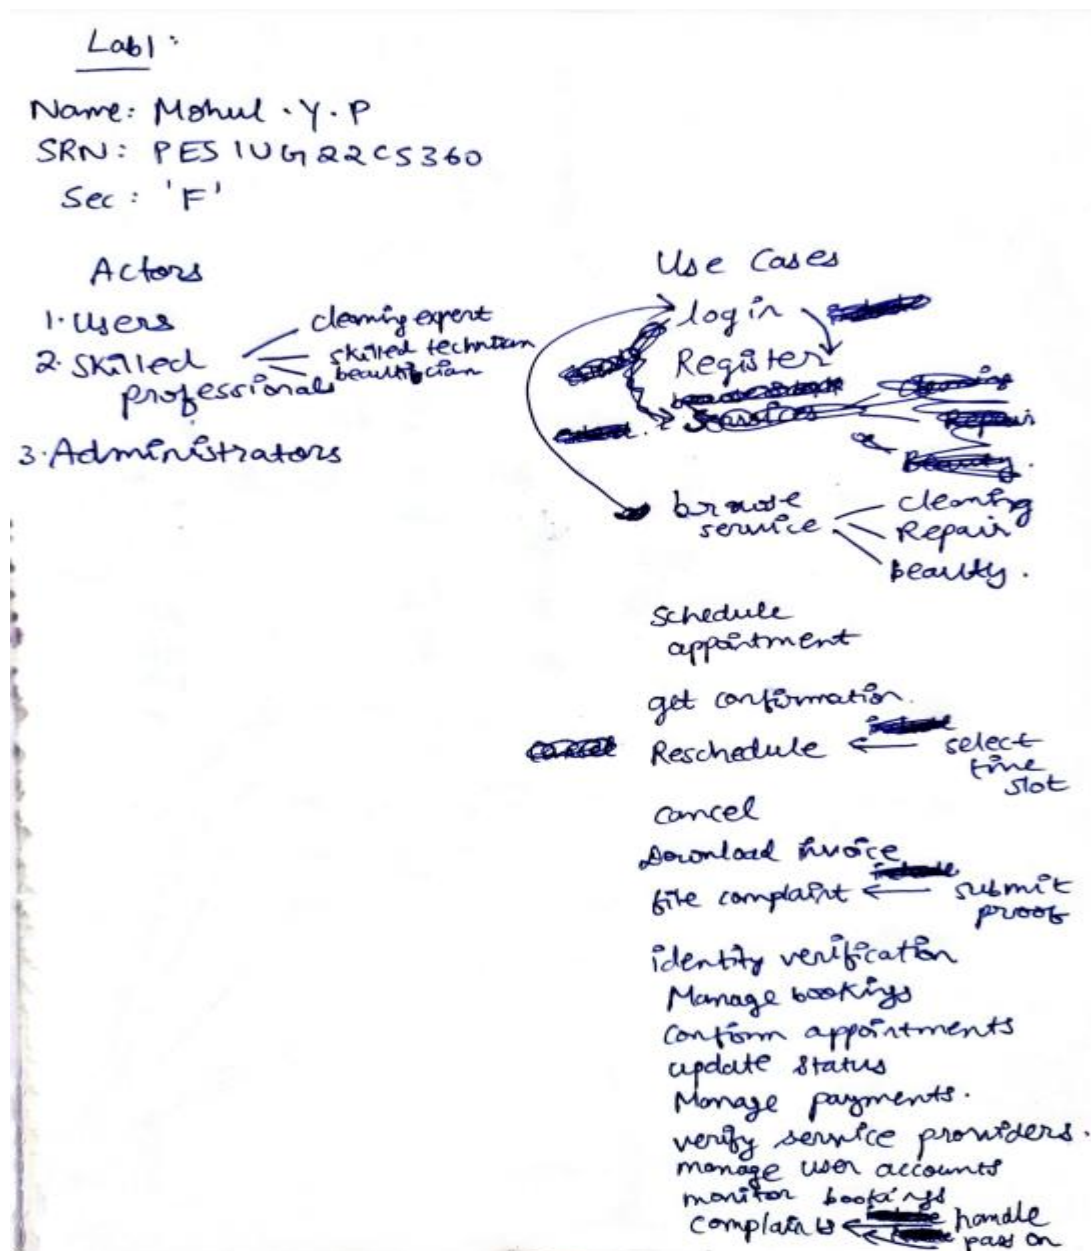 Lab1:
Name: Mohul . Y . P
SRN: PES1UG22CS360
Sec: 'F'
Actors
1. Users
2. Skilled professionals
cleaning expert
skilled technitian
beautician
3. Administrators
Use Cases
login
Register
Services
browse
service
cleaning
Repair
beauty.
Schedule
appointment
get confirmation.
Reschedule
select
time
slot
cancel
Download invoice
file complaint
submit
proof
identity verification
Manage bookings
Conform appointments
update status
Manage payments.
verify service providers.
manage user accounts
monitor bookings
complaints
handle
pass on